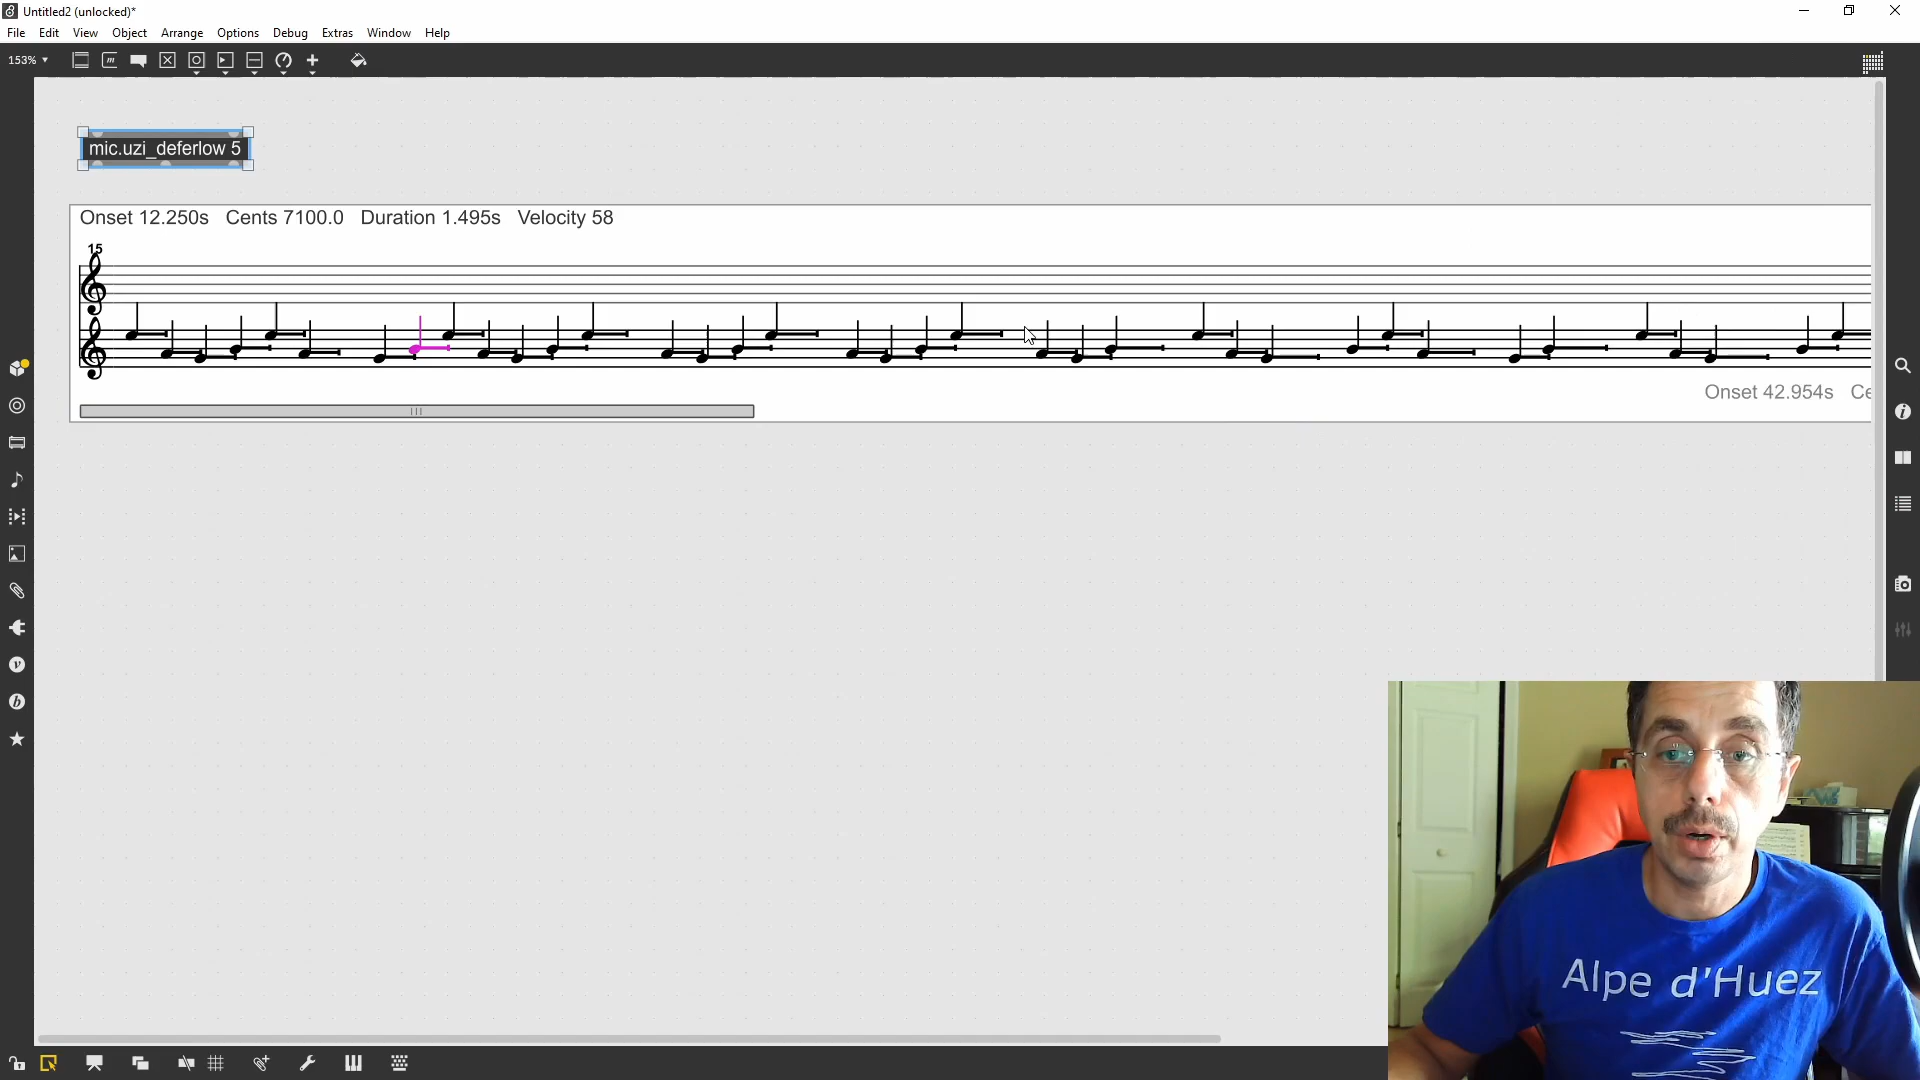 Untitled2 (unlocked)*
File Edit View Object Arrange Options Debug Extras Window Help
153%
mic.uzi_deferlow 5
Onset 12.250s Cents 7100.0 Duration 1.495s Velocity 58
15
Onset 42.954s Ce
Alpe d'Huez